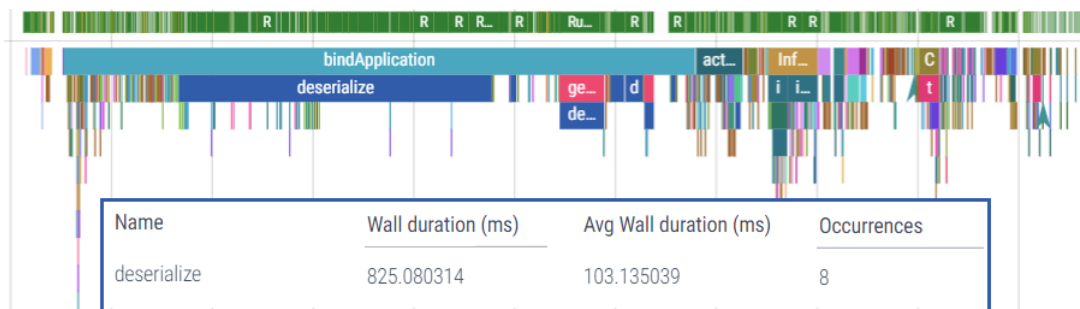 R R R R... R Ru... R R R R R
bindApplication act... Inf... C
deserialize ge... d i i... t
de...
Name Wall duration (ms) Avg Wall duration (ms) Occurrences
deserialize 825.080314 103.135039 8